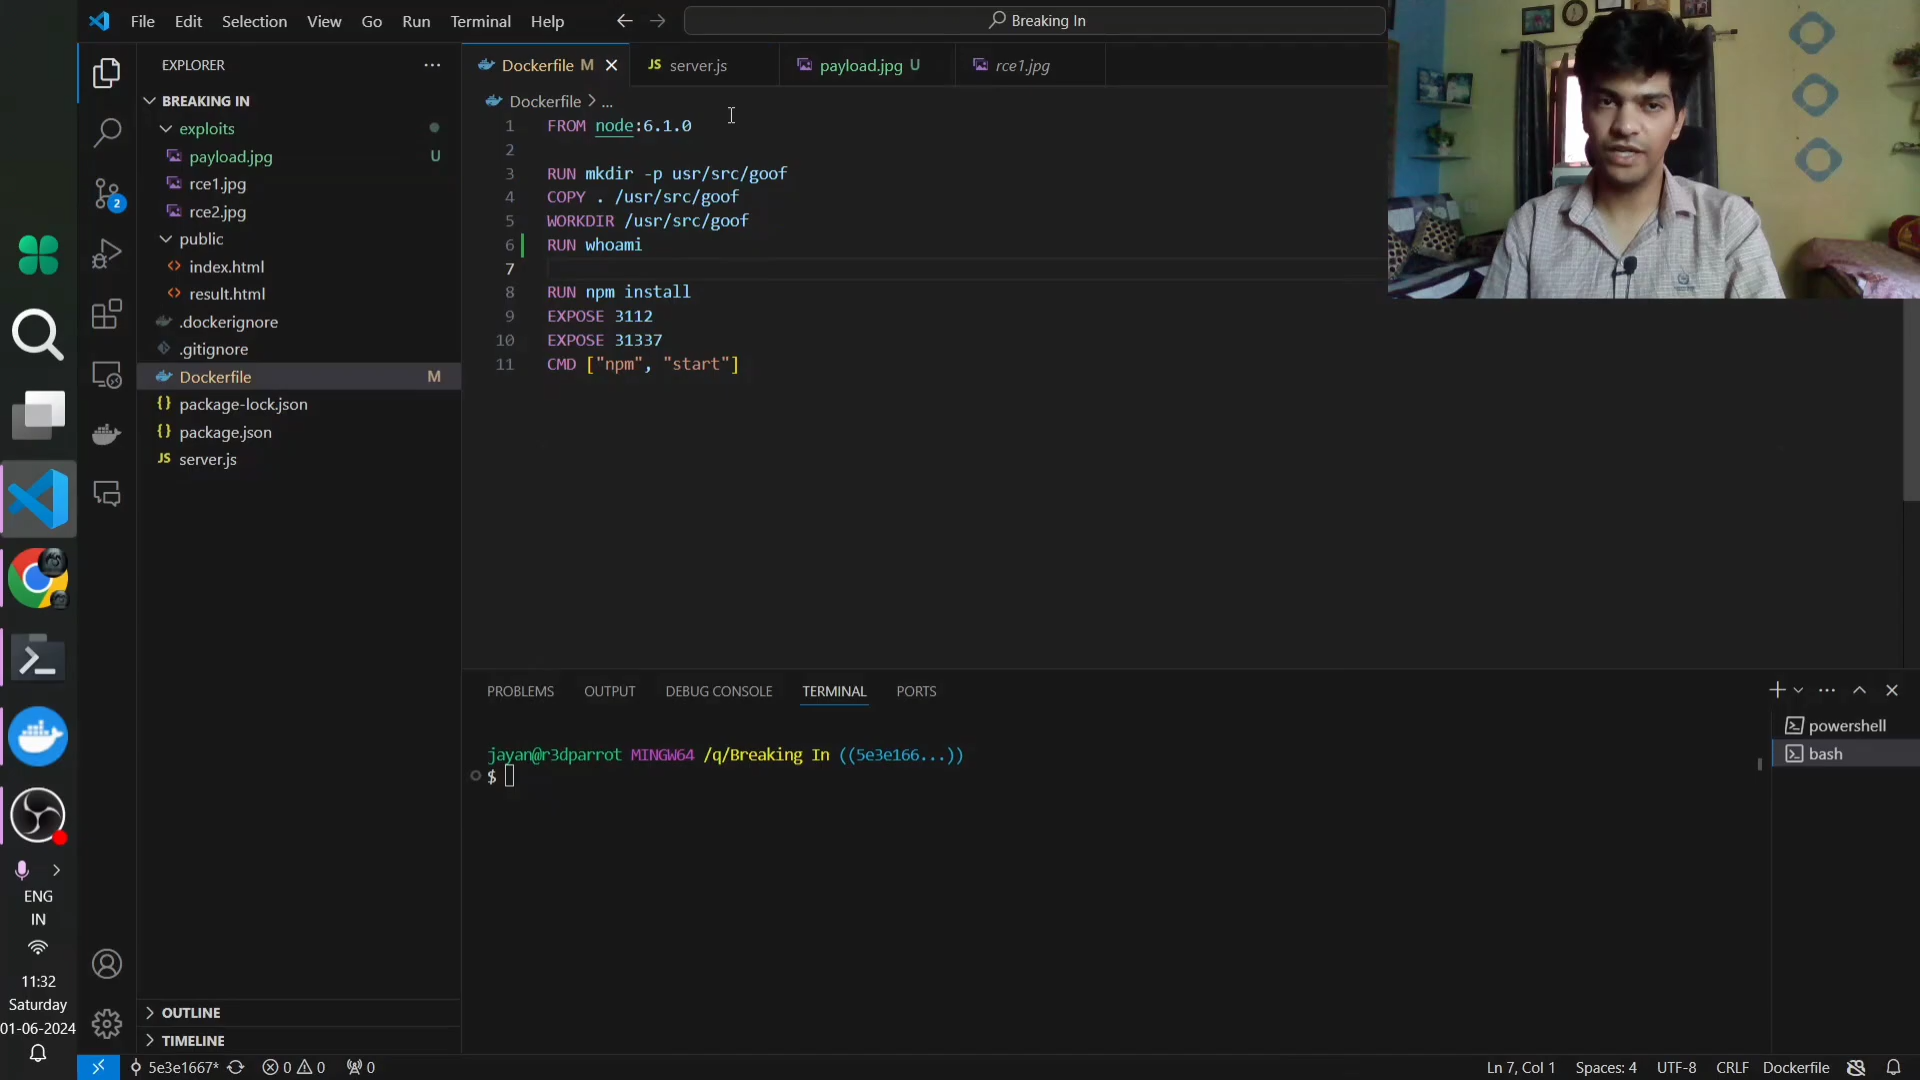 File Edit Selection View Go Run Terminal Help
Breaking In
EXPLORER
BREAKING IN
exploits
payload.jpg U
rce1.jpg
rce2.jpg
public
<> index.html
<> result.html
.dockerignore
.gitignore
Dockerfile M
{} package-lock.json
{} package.json
JS server.js
OUTLINE
TIMELINE
2
Dockerfile M
JS server.js
payload.jpg U
rce1.jpg
Dockerfile > ...
1 FROM node:6.1.0
2
3 RUN mkdir -p usr/src/goof
4 COPY . /usr/src/goof
5 WORKDIR /usr/src/goof
6 RUN whoami
7
8 RUN npm install
9 EXPOSE 3112
10 EXPOSE 31337
11 CMD ["npm", "start"]
PROBLEMS OUTPUT DEBUG CONSOLE TERMINAL PORTS
jayan@r3dparrot MINGW64 /q/Breaking In ((5e3e166...))
$
powershell
bash
ENG
IN
11:32
Saturday
01-06-2024
5e3e1667* 0 0 0
Ln 7, Col 1 Spaces: 4 UTF-8 CRLF Dockerfile